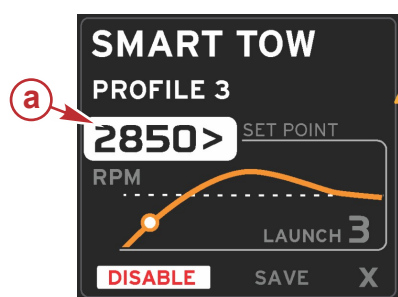 SMART TOW
PROFILE 3
a
2850> SET POINT
RPM
LAUNCH 3
DISABLE SAVE X